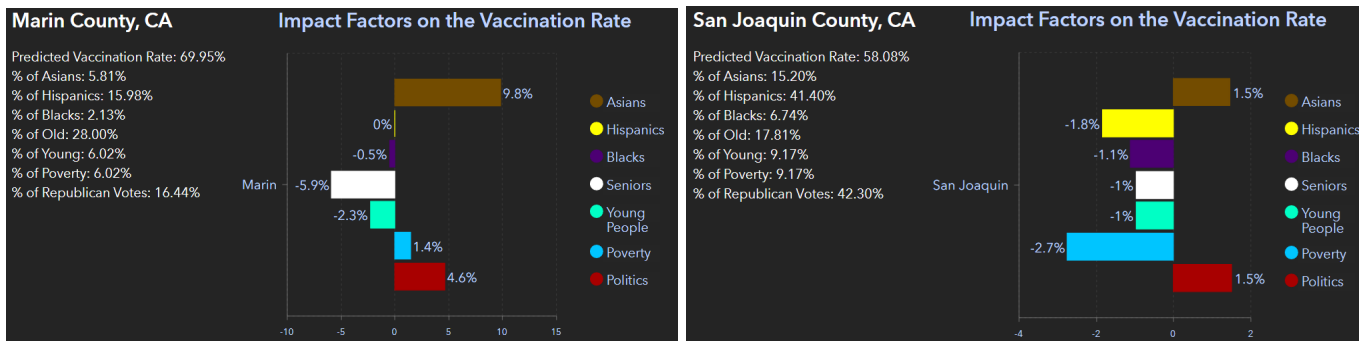 Marin County, CA
Impact Factors on the Vaccination Rate
Predicted Vaccination Rate: 69.95%
% of Asians: 5.81%
% of Hispanics: 15.98%
% of Blacks: 2.13%
% of Old: 28.00%
% of Young: 6.02%
% of Poverty: 6.02%
% of Republican Votes: 16.44%
Marin
9.8%
0%
-0.5%
-5.9%
-2.3%
1.4%
4.6%
-10 -5 0 5 10 15
Asians
Hispanics
Blacks
Seniors
Young
People
Poverty
Politics
San Joaquin County, CA
Impact Factors on the Vaccination Rate
Predicted Vaccination Rate: 58.08%
% of Asians: 15.20%
% of Hispanics: 41.40%
% of Blacks: 6.74%
% of Old: 17.81%
% of Young: 9.17%
% of Poverty: 9.17%
% of Republican Votes: 42.30%
San Joaquin
1.5%
-1.8%
-1.1%
-1%
-1%
-2.7%
1.5%
-4 -2 0 2
Asians
Hispanics
Blacks
Seniors
Young
People
Poverty
Politics